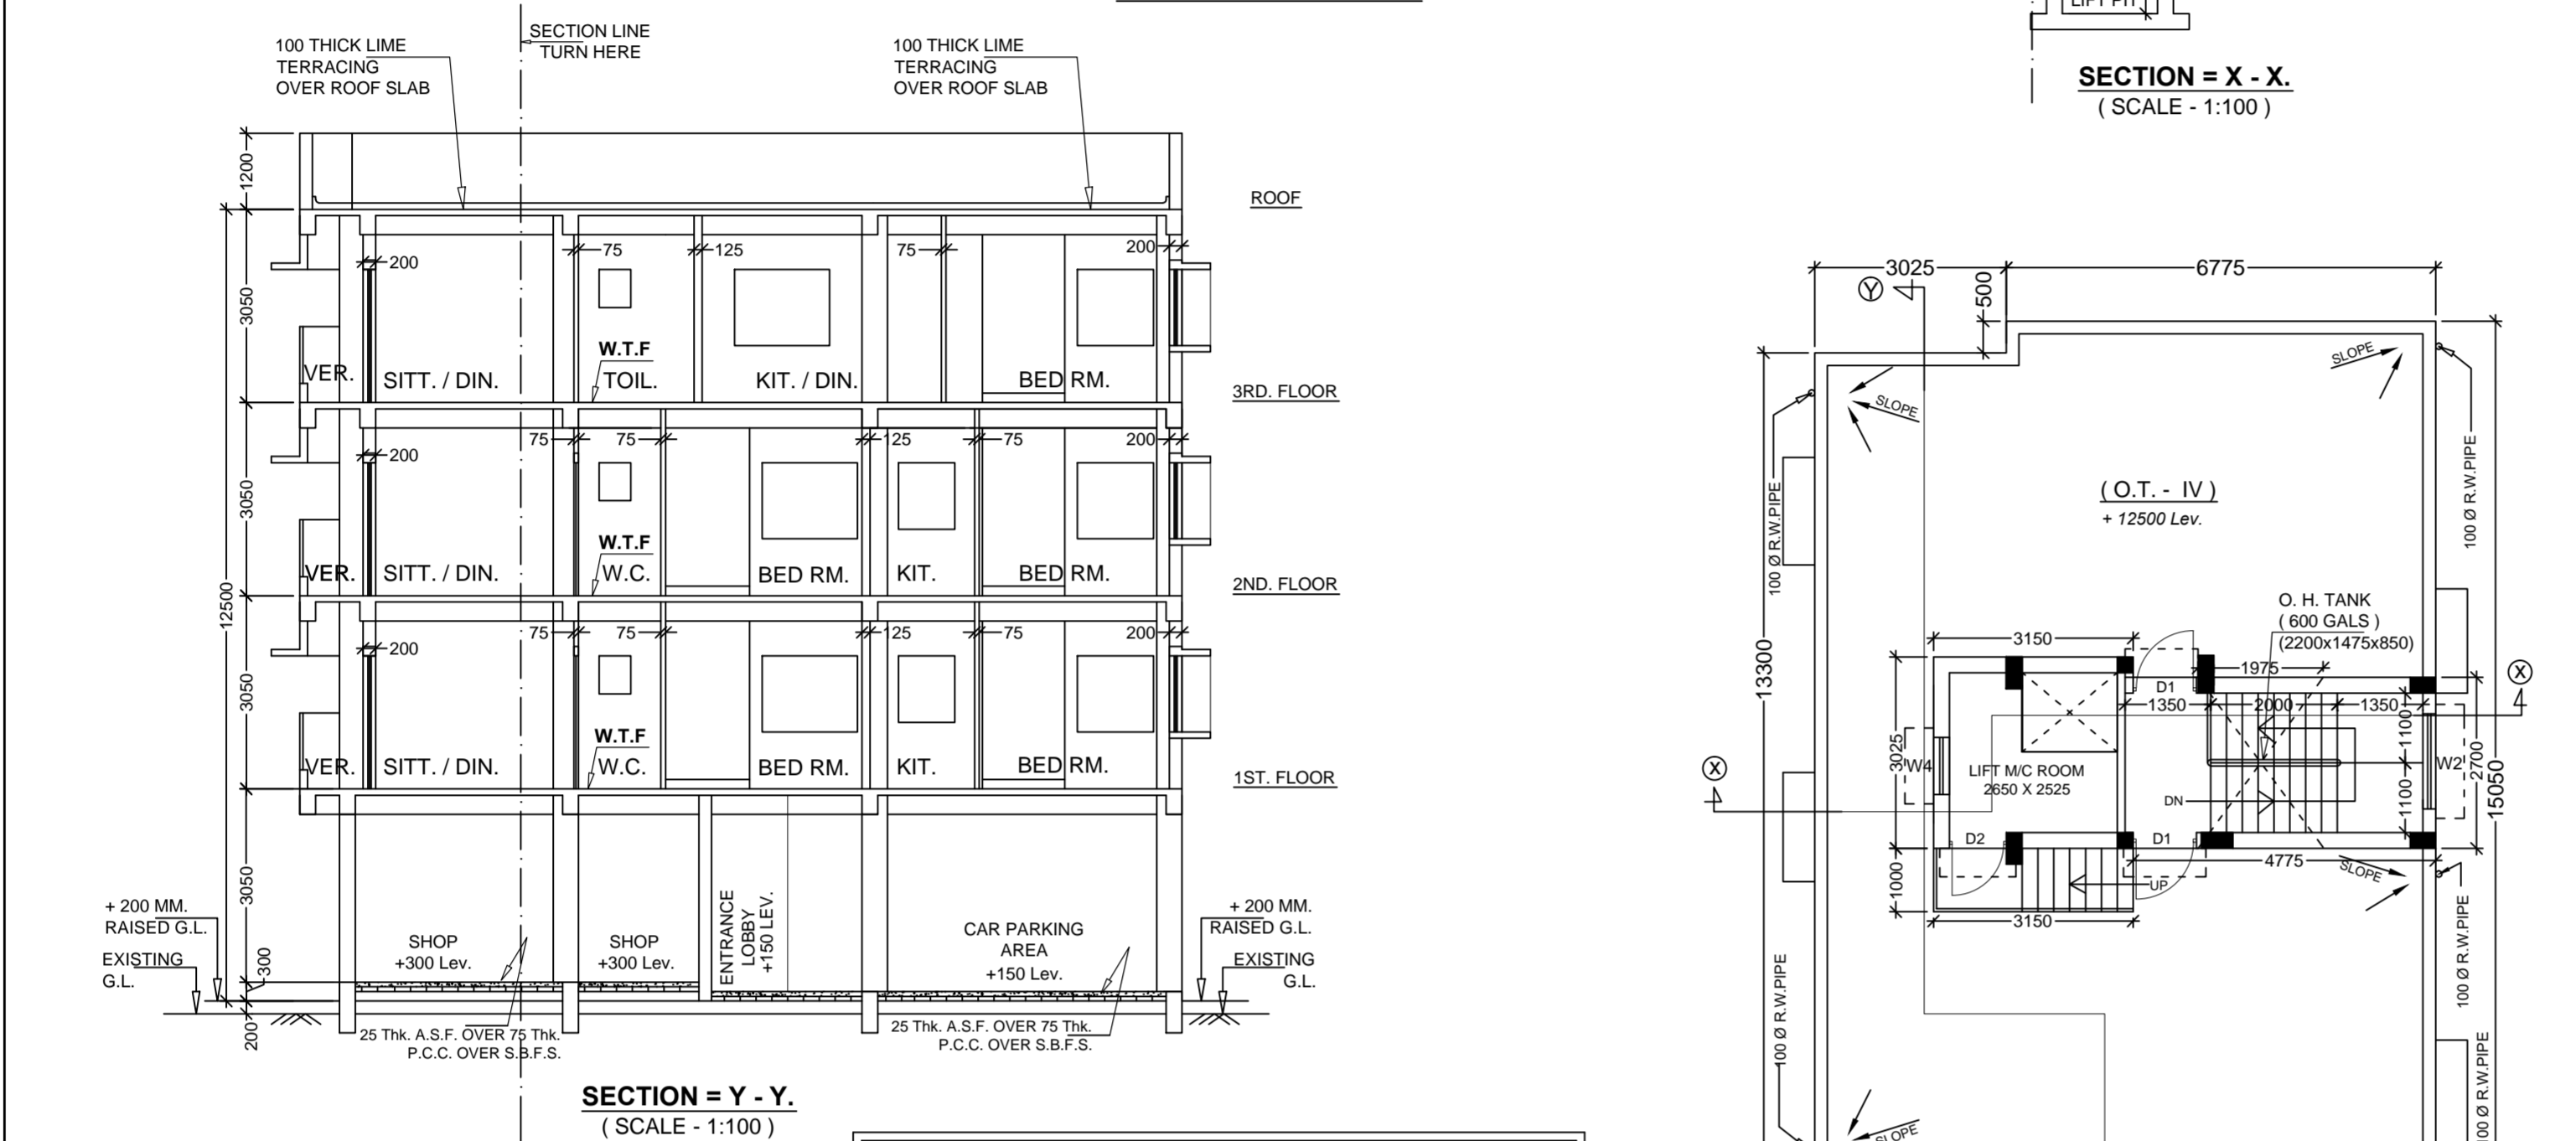 SECTION LINE
TURN HERE
100 THICK LIME
TERRACING
OVER ROOF SLAB
100 THICK LIME
TERRACING
OVER ROOF SLAB
1200
ROOF
75
125
75
200
200
3050
W.T.F
VER.
SITT. / DIN.
TOIL.
KIT. / DIN.
BED RM.
3RD. FLOOR
75
75
125
75
200
200
3050
W.T.F
VER.
SITT. / DIN.
W.C.
BED RM.
KIT.
BED RM.
2ND. FLOOR
12500
75
75
125
75
200
200
3050
W.T.F
VER.
SITT. / DIN.
W.C.
BED RM.
KIT.
BED RM.
1ST. FLOOR
3050
+ 200 MM.
RAISED G.L.
EXISTING
G.L.
300
200
SHOP
+300 Lev.
SHOP
+300 Lev.
ENTRANCE
LOBBY
+150 LEV.
CAR PARKING
AREA
+150 Lev.
+ 200 MM.
RAISED G.L.
EXISTING
G.L.
25 Thk. A.S.F. OVER 75 Thk.
P.C.C. OVER S.B.F.S.
25 Thk. A.S.F. OVER 75 Thk.
P.C.C. OVER S.B.F.S.
SECTION = Y - Y.
( SCALE - 1:100 )
LIFT PIT
SECTION = X - X.
( SCALE - 1:100 )
3025
6775
Y
500
SLOPE
SLOPE
100 Ø R.W.PIPE
100 Ø R.W.PIPE
( O.T. - IV )
+ 12500 Lev.
O. H. TANK
( 600 GALS )
(2200x1475x850)
13300
3150
1975
X
D1
1350
2000
1350
1100
3025
W4
LIFT M/C ROOM
2650 X 2525
W2
2700
15050
X
DN
1100
D2
D1
4775
SLOPE
1000
UP
3150
100 Ø R.W.PIPE
100 Ø R.W.PIPE
100 Ø R.W.PIPE
SLOPE